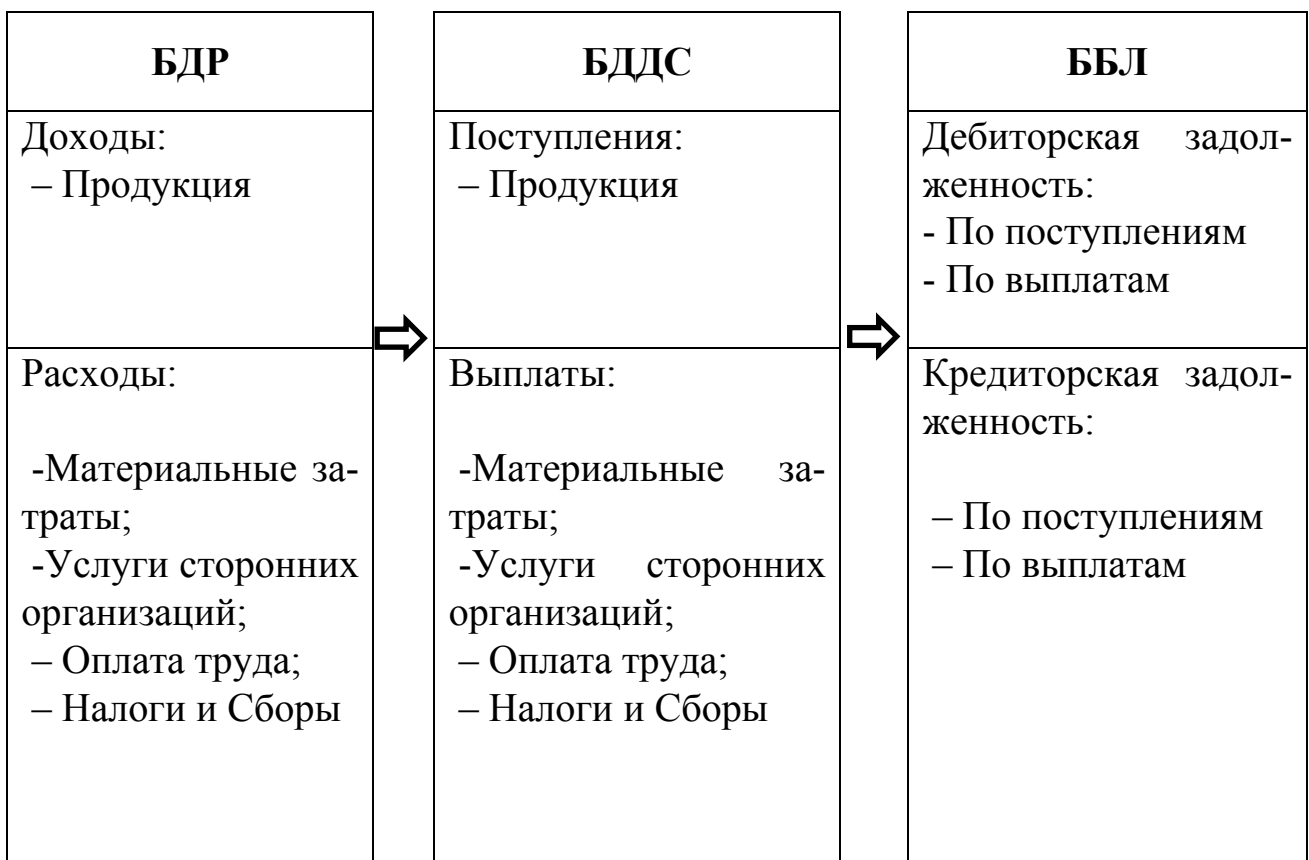 БДР
Доходы:
– Продукция
Расходы:
-Материальные за-
траты;
-Услуги сторонних
организаций;
– Оплата труда;
– Налоги и Сборы
БДДС
Поступления:
– Продукция
Выплаты:
-Материальные за-
траты;
-Услуги сторонних
организаций;
– Оплата труда;
– Налоги и Сборы
ББЛ
Дебиторская задол-
женность:
- По поступлениям
- По выплатам
Кредиторская задол-
женность:
– По поступлениям
– По выплатам